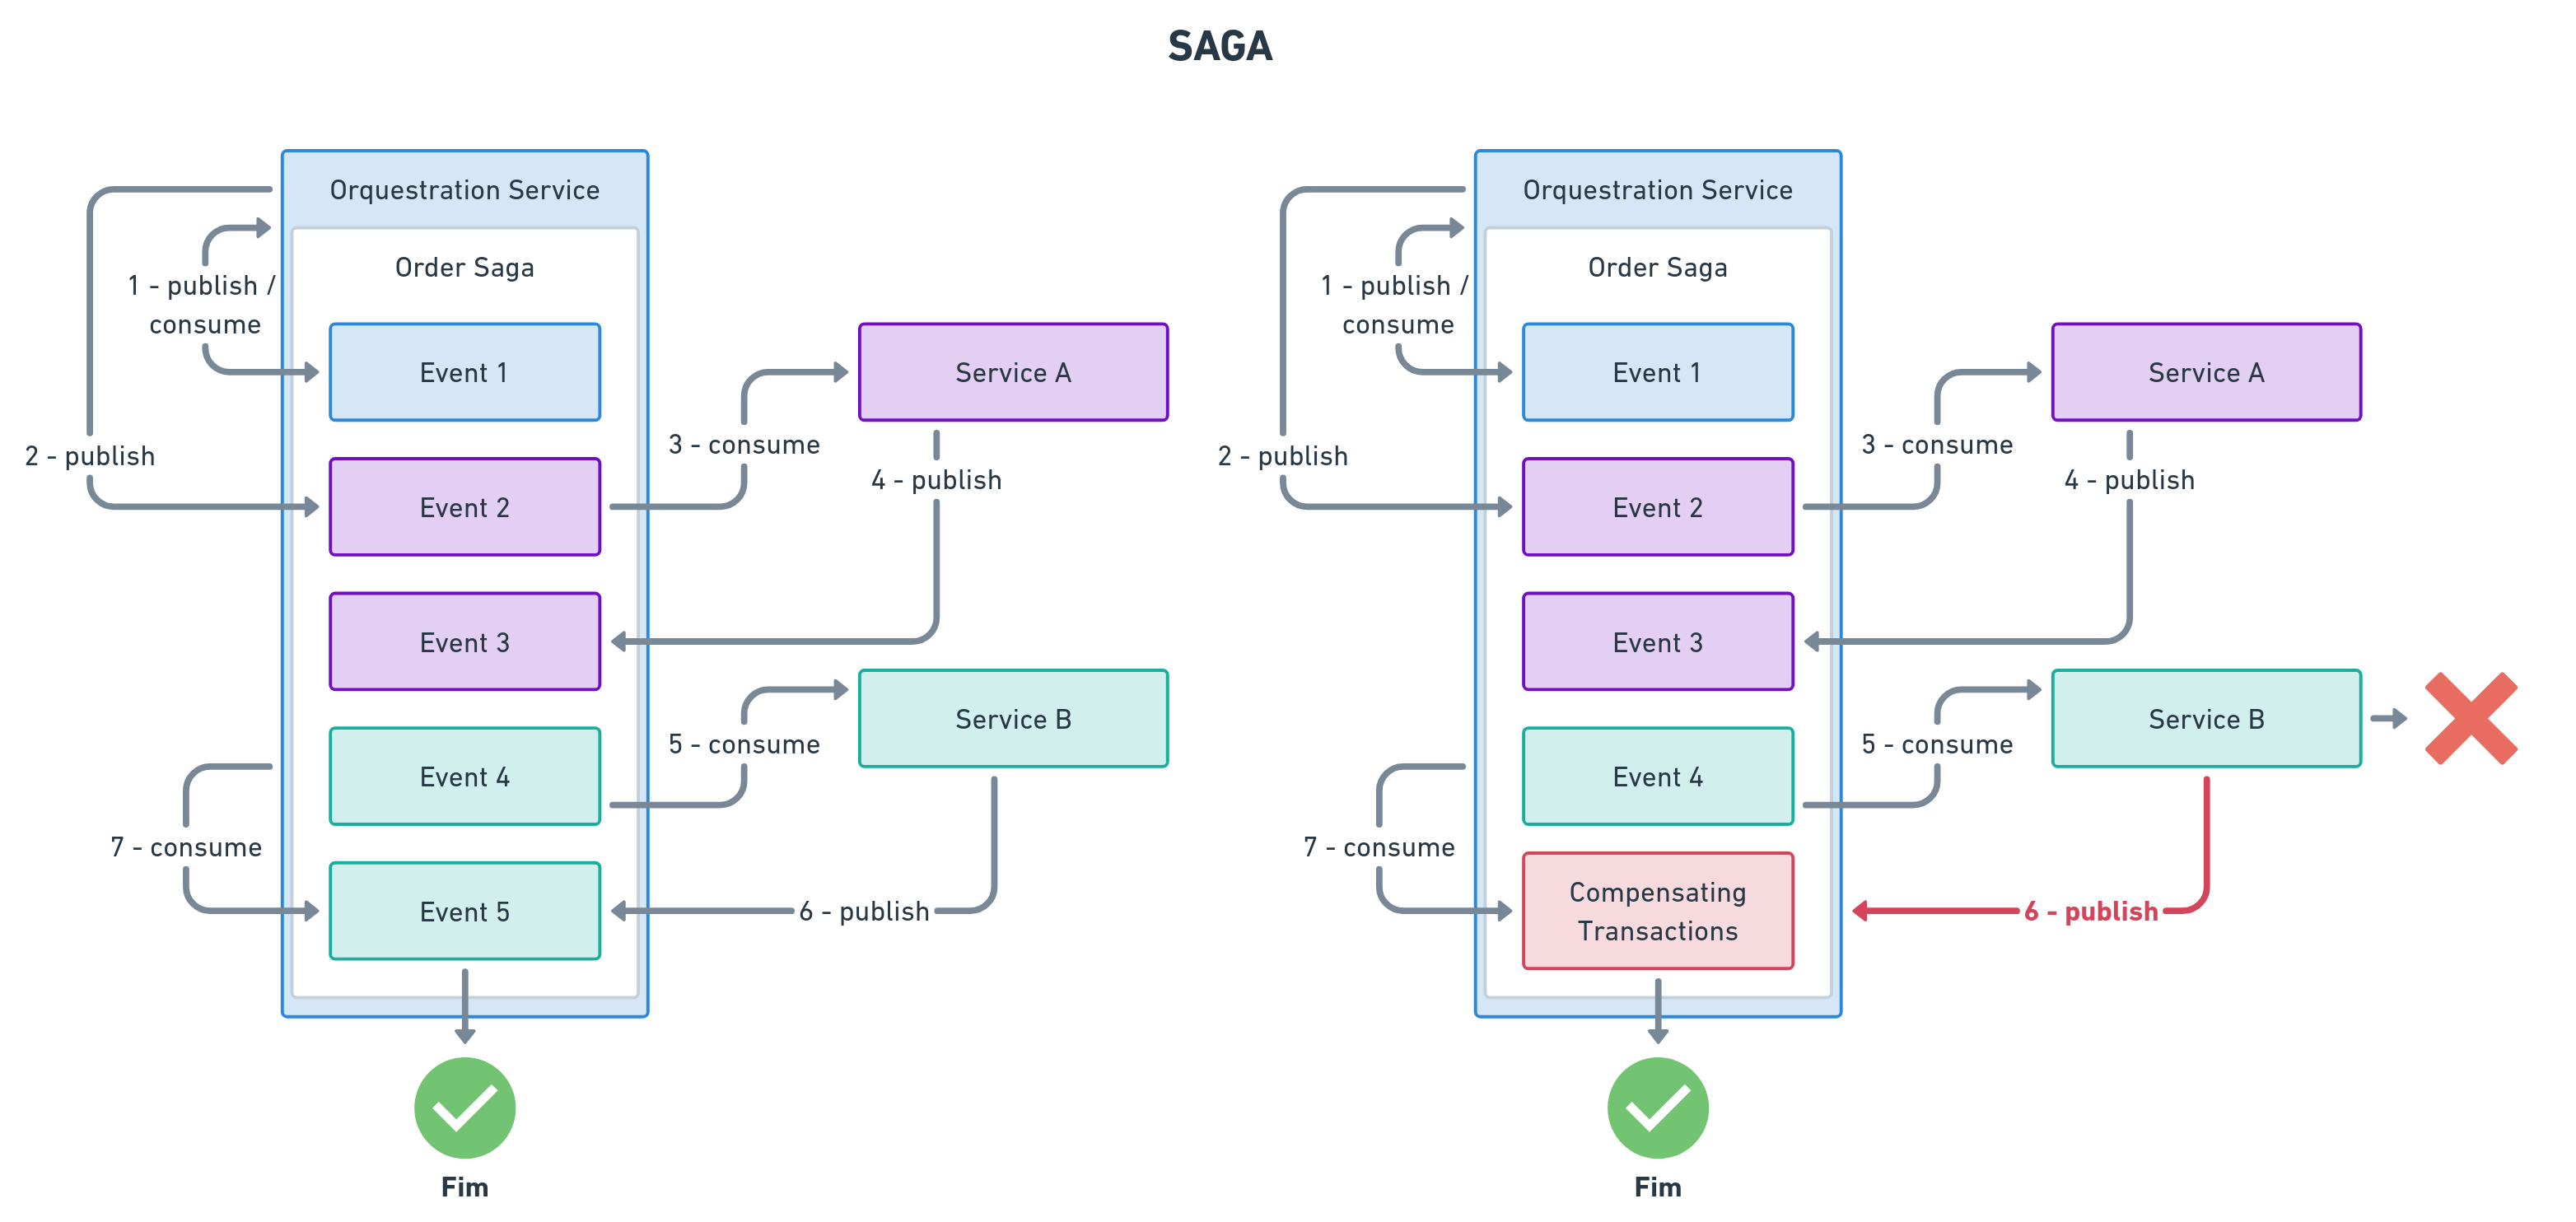 SAGA
Orquestration Service
Order Saga
1 - publish /
consume
Event 1
Service A
3 - consume
2 - publish
4 - publish
Event 2
Event 3
Service B
5 - consume
Event 4
7 - consume
Event 5
6 - publish
Fim
Orquestration Service
Order Saga
1 - publish /
consume
Event 1
Service A
3 - consume
2 - publish
4 - publish
Event 2
Event 3
Service B
5 - consume
Event 4
7 - consume
Compensating
Transactions
6 - publish
Fim